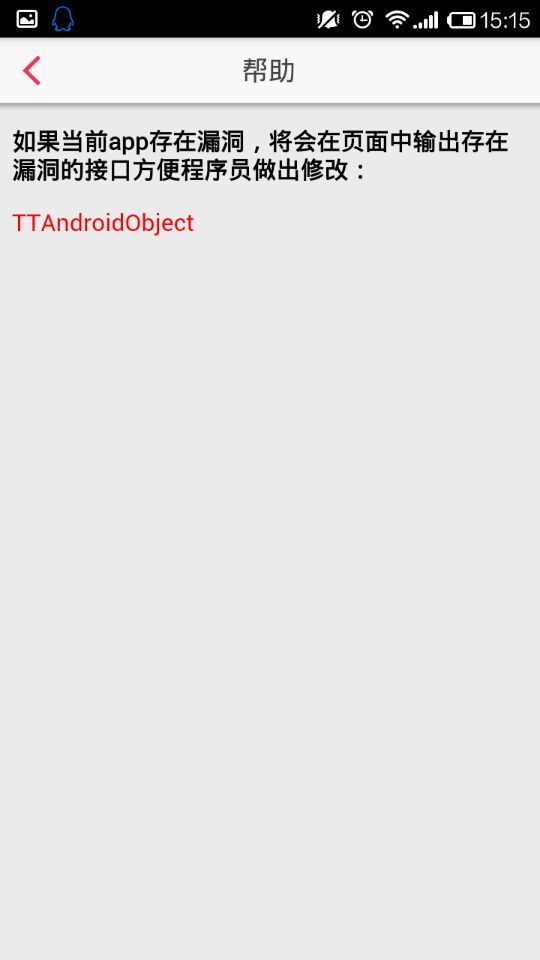 15:15
帮助
如果当前app存在漏洞，将会在页面中输出存在
漏洞的接口方便程序员做出修改：
TTAndroidObject